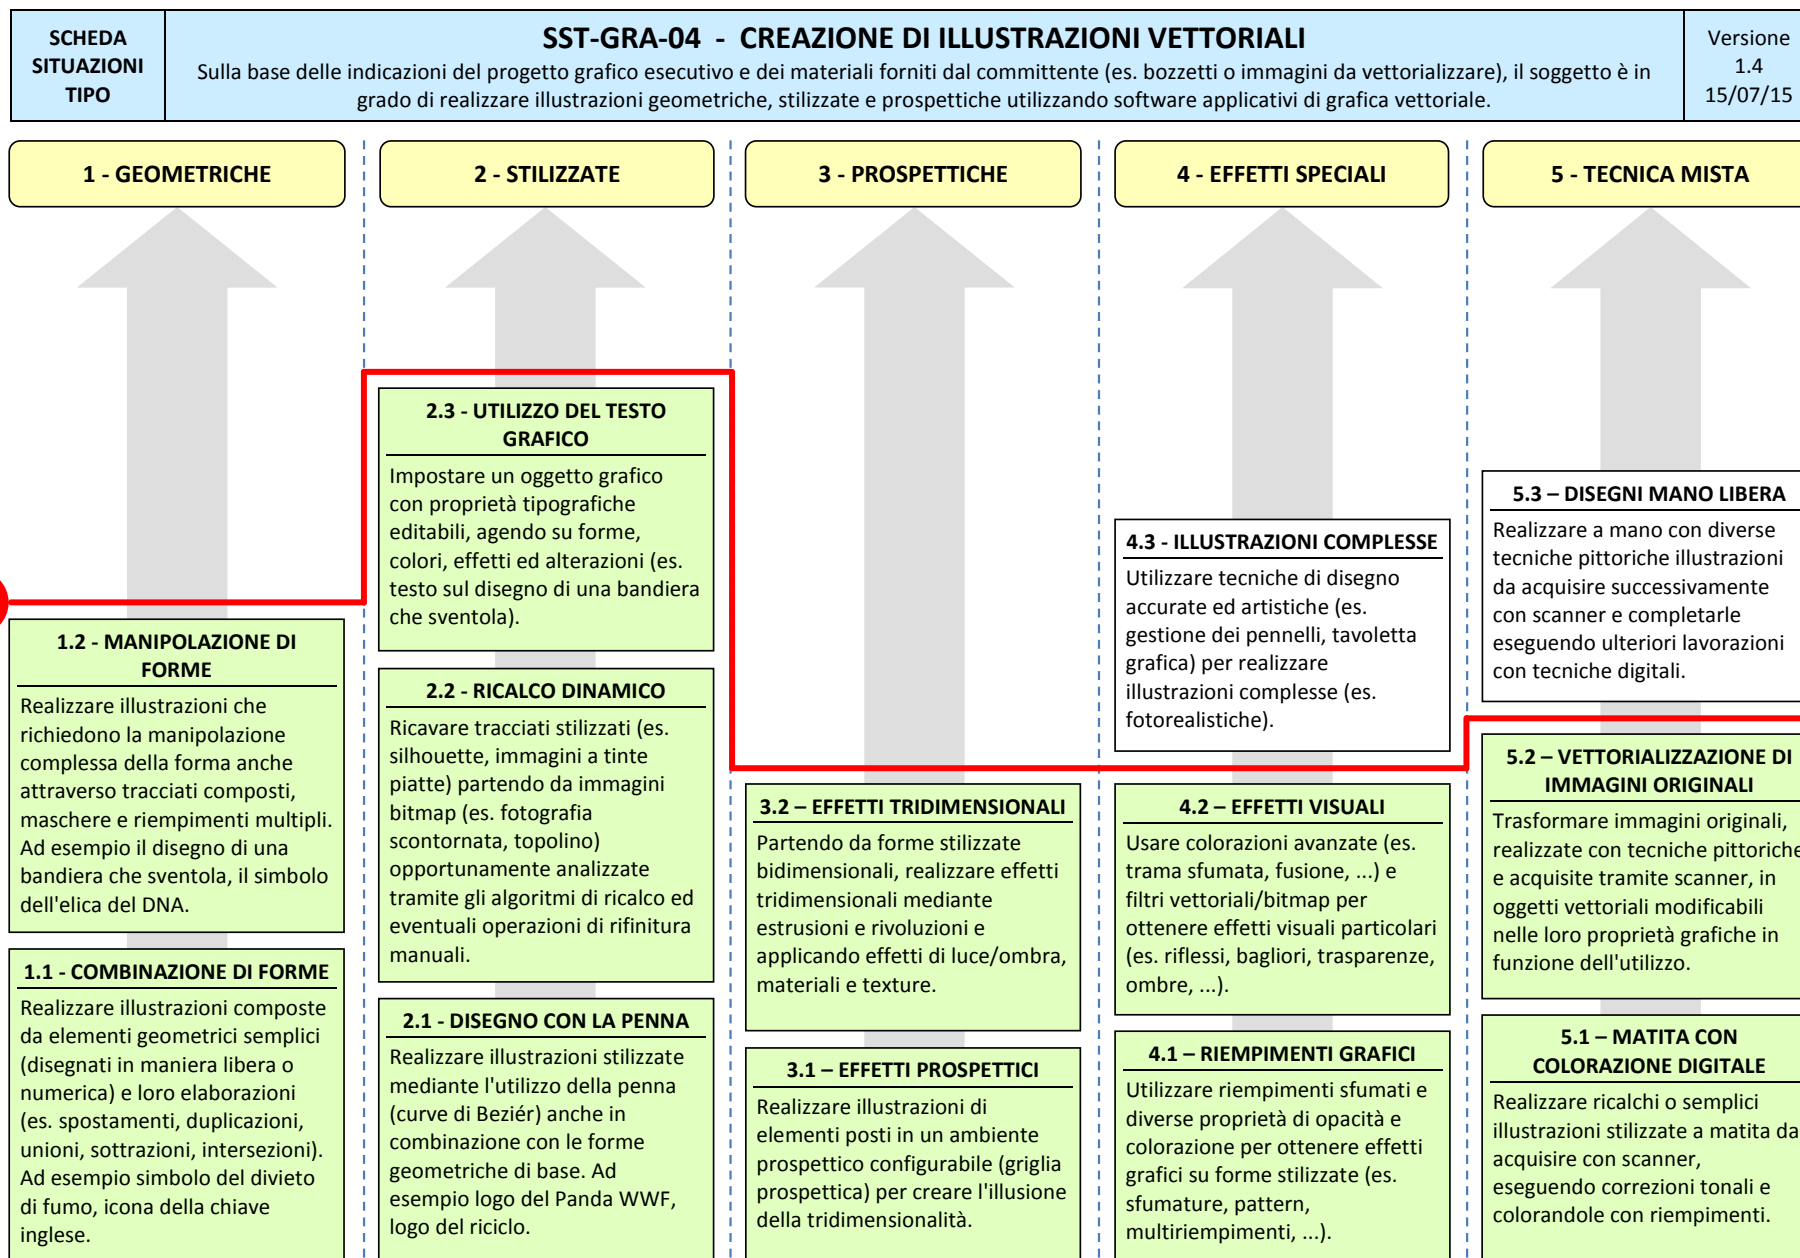 SCHEDA
SITUAZIONI
TIPO
SST-GRA-04 - CREAZIONE DI ILLUSTRAZIONI VETTORIALI
Sulla base delle indicazioni del progetto grafico esecutivo e dei materiali forniti dal committente (es. bozzetti o immagini da vettorializzare), il soggetto è in
grado di realizzare illustrazioni geometriche, stilizzate e prospettiche utilizzando software applicativi di grafica vettoriale.
Versione
1.4
15/07/15
1 - GEOMETRICHE
1.2 - MANIPOLAZIONE DI
FORME
Realizzare illustrazioni che
richiedono la manipolazione
complessa della forma anche
attraverso tracciati composti,
maschere e riempimenti multipli.
Ad esempio il disegno di una
bandiera che sventola, il simbolo
dell'elica del DNA.
1.1 - COMBINAZIONE DI FORME
Realizzare illustrazioni composte
da elementi geometrici semplici
(disegnati in maniera libera o
numerica) e loro elaborazioni
(es. spostamenti, duplicazioni,
unioni, sottrazioni, intersezioni).
Ad esempio simbolo del divieto
di fumo, icona della chiave
inglese.
2 - STILIZZATE
2.3 - UTILIZZO DEL TESTO
GRAFICO
Impostare un oggetto grafico
con proprietà tipografiche
editabili, agendo su forme,
colori, effetti ed alterazioni (es.
testo sul disegno di una bandiera
che sventola).
2.2 - RICALCO DINAMICO
Ricavare tracciati stilizzati (es.
silhouette, immagini a tinte
piatte) partendo da immagini
bitmap (es. fotografia
scontornata, topolino)
opportunamente analizzate
tramite gli algoritmi di ricalco ed
eventuali operazioni di rifinitura
manuali.
2.1 - DISEGNO CON LA PENNA
Realizzare illustrazioni stilizzate
mediante l'utilizzo della penna
(curve di Beziér) anche in
combinazione con le forme
geometriche di base. Ad
esempio logo del Panda WWF,
logo del riciclo.
3 - PROSPETTICHE
3.2 – EFFETTI TRIDIMENSIONALI
Partendo da forme stilizzate
bidimensionali, realizzare effetti
tridimensionali mediante
estrusioni e rivoluzioni e
applicando effetti di luce/ombra,
materiali e texture.
3.1 – EFFETTI PROSPETTICI
Realizzare illustrazioni di
elementi posti in un ambiente
prospettico configurabile (griglia
prospettica) per creare l'illusione
della tridimensionalità.
4 - EFFETTI SPECIALI
4.3 - ILLUSTRAZIONI COMPLESSE
Utilizzare tecniche di disegno
accurate ed artistiche (es.
gestione dei pennelli, tavoletta
grafica) per realizzare
illustrazioni complesse (es.
fotorealistiche).
4.2 – EFFETTI VISUALI
Usare colorazioni avanzate (es.
trama sfumata, fusione, ...) e
filtri vettoriali/bitmap per
ottenere effetti visuali particolari
(es. riflessi, bagliori, trasparenze,
ombre, ...).
4.1 – RIEMPIMENTI GRAFICI
Utilizzare riempimenti sfumati e
diverse proprietà di opacità e
colorazione per ottenere effetti
grafici su forme stilizzate (es.
sfumature, pattern,
multiriempimenti, ...).
5 - TECNICA MISTA
5.3 – DISEGNI MANO LIBERA
Realizzare a mano con diverse
tecniche pittoriche illustrazioni
da acquisire successivamente
con scanner e completarle
eseguendo ulteriori lavorazioni
con tecniche digitali.
5.2 – VETTORIALIZZAZIONE DI
IMMAGINI ORIGINALI
Trasformare immagini originali,
realizzate con tecniche pittoriche
e acquisite tramite scanner, in
oggetti vettoriali modificabili
nelle loro proprietà grafiche in
funzione dell'utilizzo.
5.1 – MATITA CON
COLORAZIONE DIGITALE
Realizzare ricalchi o semplici
illustrazioni stilizzate a matita da
acquisire con scanner,
eseguendo correzioni tonali e
colorandole con riempimenti.